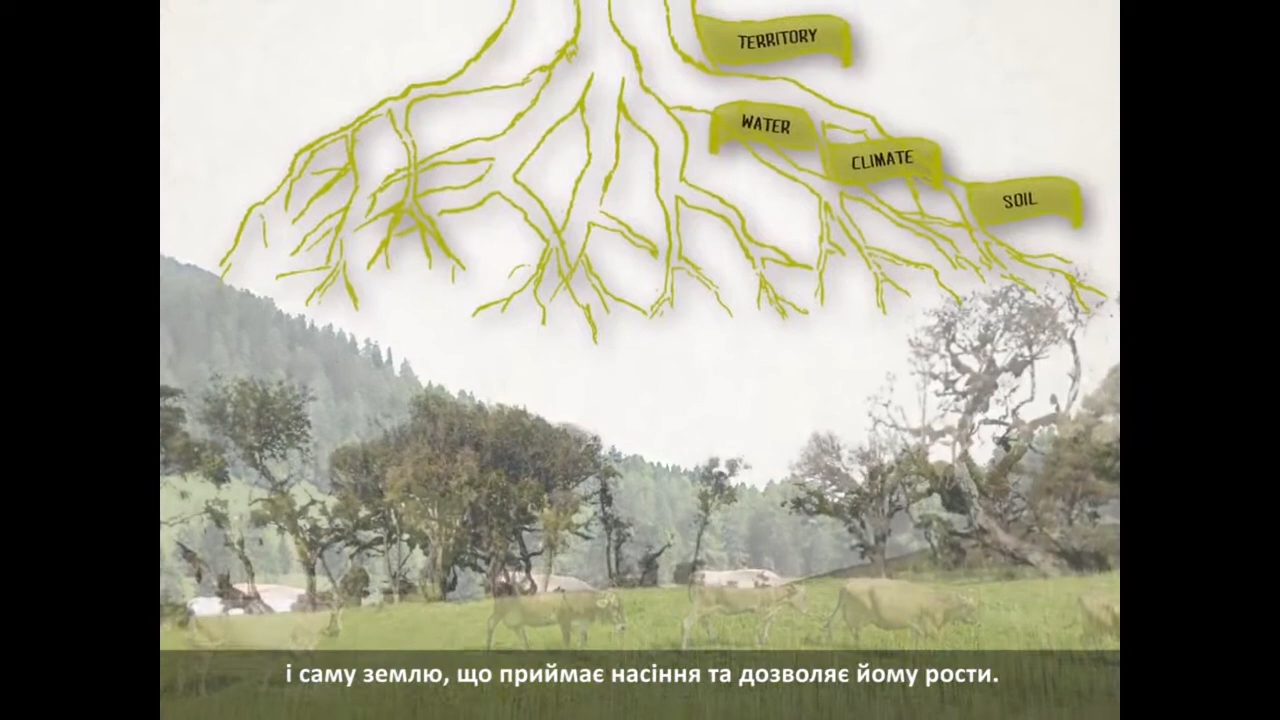 TERRITORY
WATER
CLIMATE
SOIL
і саму землю, що приймає насіння та дозволяє йому рости.